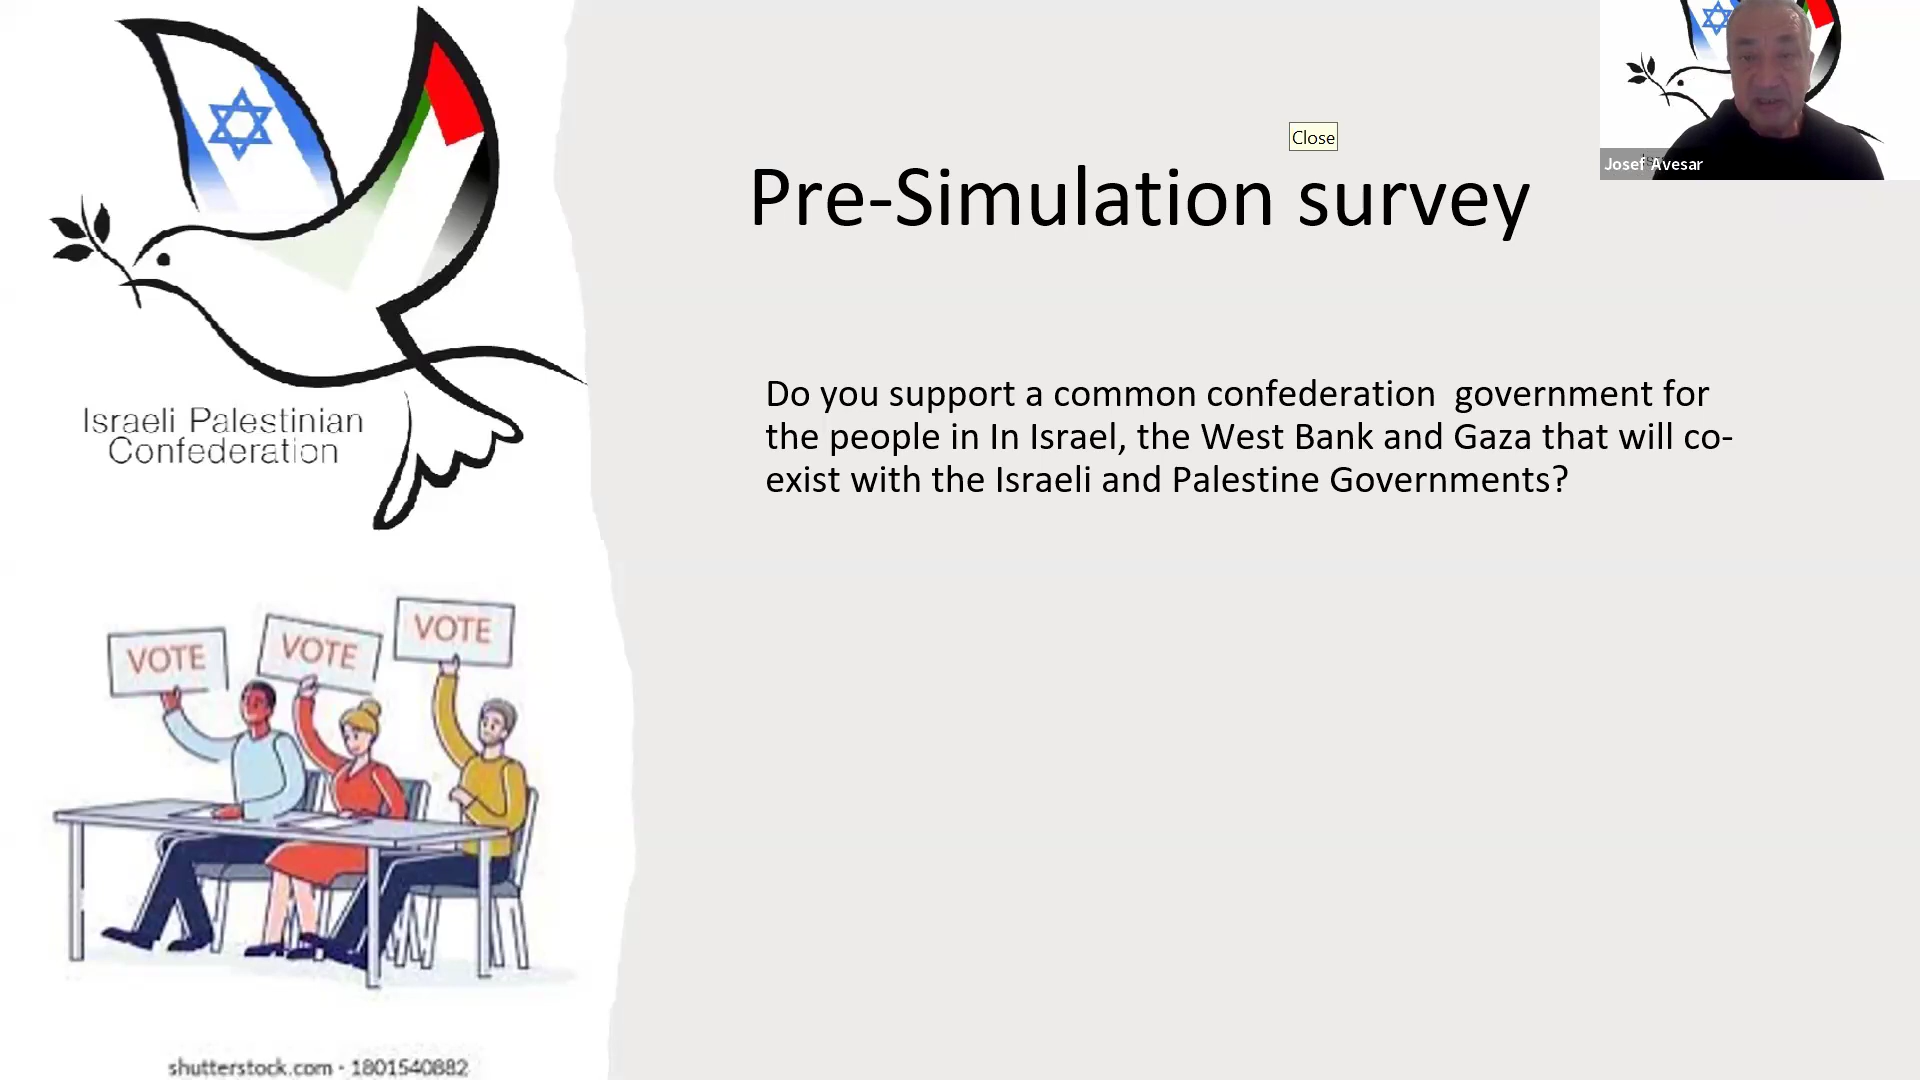 Close
Josef Avesar
Pre-Simulation survey
Do you support a common confederation  government for
the people in In Israel, the West Bank and Gaza that will co-
exist with the Israeli and Palestine Governments?
Israeli Palestinian
Confederation
VOTE
VOTE
VOTE
shutterstock.com · 1801540882